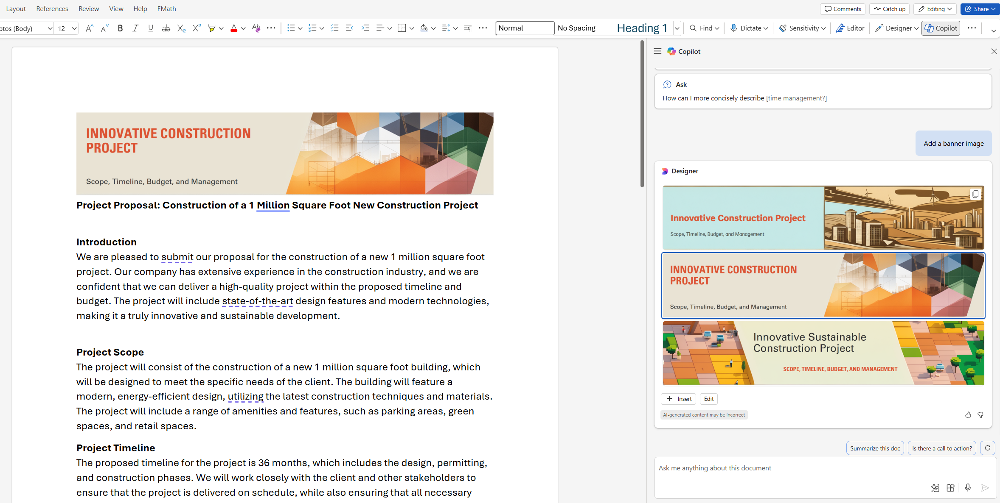 Layout References Review View Help FMath
Comments Catch up Editing Share
ptos (Body) 12 Normal No Spacing Heading 1 Find Dictate Sensitivity Editor Designer Copilot
INNOVATIVE CONSTRUCTION
PROJECT
Scope, Timeline, Budget, and Management
Project Proposal: Construction of a 1 Million Square Foot New Construction Project
Introduction
We are pleased to submit our proposal for the construction of a new 1 million square foot
project. Our company has extensive experience in the construction industry, and we are
confident that we can deliver a high-quality project within the proposed timeline and
budget. The project will include state-of-the-art design features and modern technologies,
making it a truly innovative and sustainable development.
Project Scope
The project will consist of the construction of a new 1 million square foot building, which
will be designed to meet the specific needs of the client. The building will feature a
modern, energy-efficient design, utilizing the latest construction techniques and materials.
The project will include a range of amenities and features, such as parking areas, green
spaces, and retail spaces.
Project Timeline
The proposed timeline for the project is 36 months, which includes the design, permitting,
and construction phases. We will work closely with the client and other stakeholders to
ensure that the project is delivered on schedule, while also ensuring that all necessary
Copilot
Ask
How can I more concisely describe [time management?]
Add a banner image
Designer
Innovative Construction Project
Scope, Timeline, Budget, and Management
INNOVATIVE CONSTRUCTION
PROJECT
Scope, Timeline, Budget, and Management
Innovative Sustainable
Construction Project
SCOPE, TIMELINE, BUDGET, AND MANAGEMENT
Insert Edit
AI-generated content may be incorrect
Summarize this doc Is there a call to action?
Ask me anything about this document